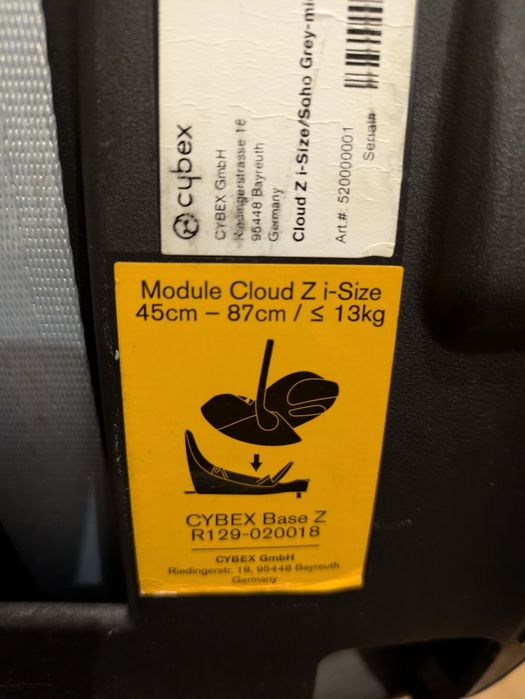 cybex
CYBEX GmbH
Riedingerstrasse 18
95448 Bayreuth
Germany
Cloud Z i-Size/Soho Grey-mi
Art.#: 520000001
Serial#
Module Cloud Z i-Size
45cm – 87cm / ≤ 13kg
CYBEX Base Z
R129-020018
CYBEX GmbH
Riedingerstr. 18, 95448 Bayreuth
Germany